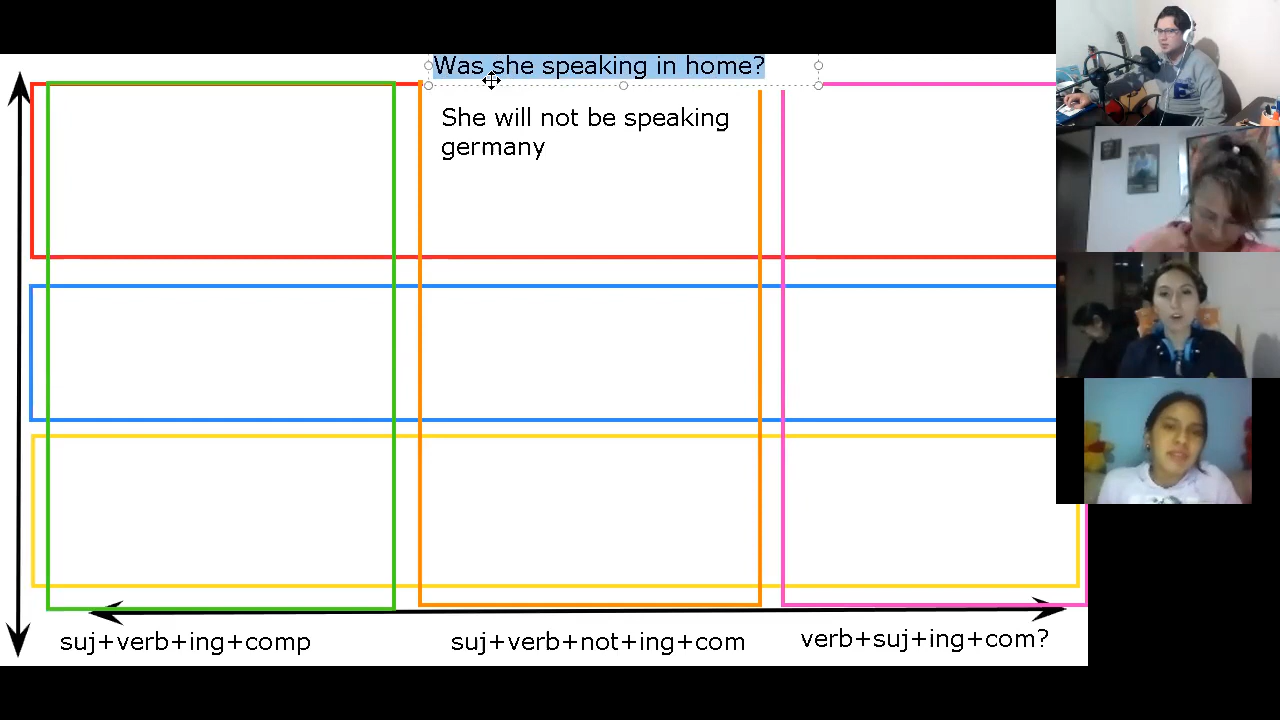 Was she speaking in home?
She will not be speaking
germany
suj+verb+ing+comp
suj+verb+not+ing+com
verb+suj+ing+com?